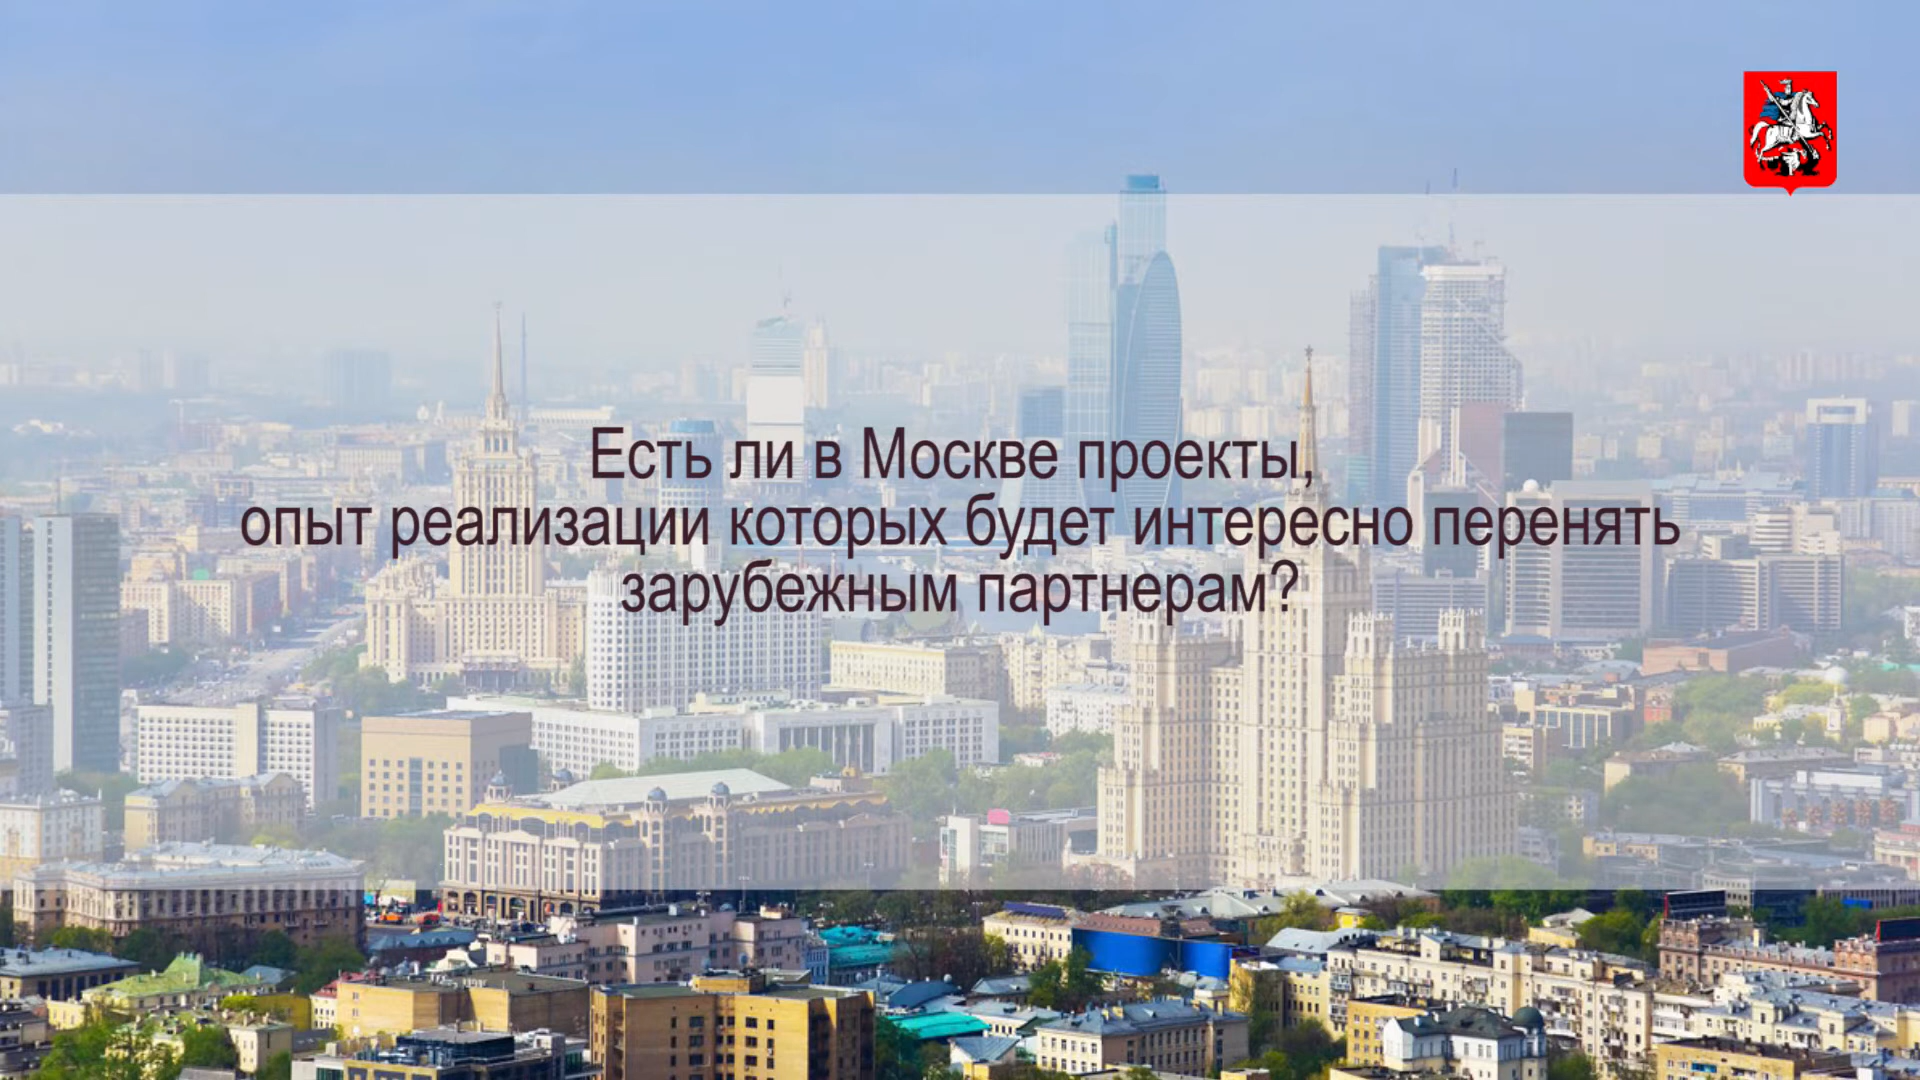 Есть ли в Москве проекты,
опыт реализации которых будет интересно перенять
зарубежным партнерам?